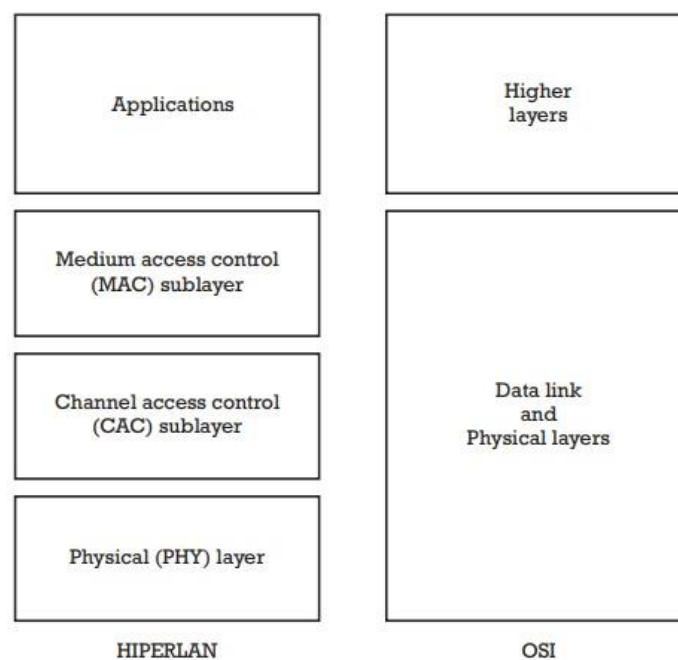 Applications
Medium access control
(MAC) sublayer
Channel access control
(CAC) sublayer
Physical (PHY) layer
HIPERLAN
Higher
layers
Data link
and
Physical layers
OSI